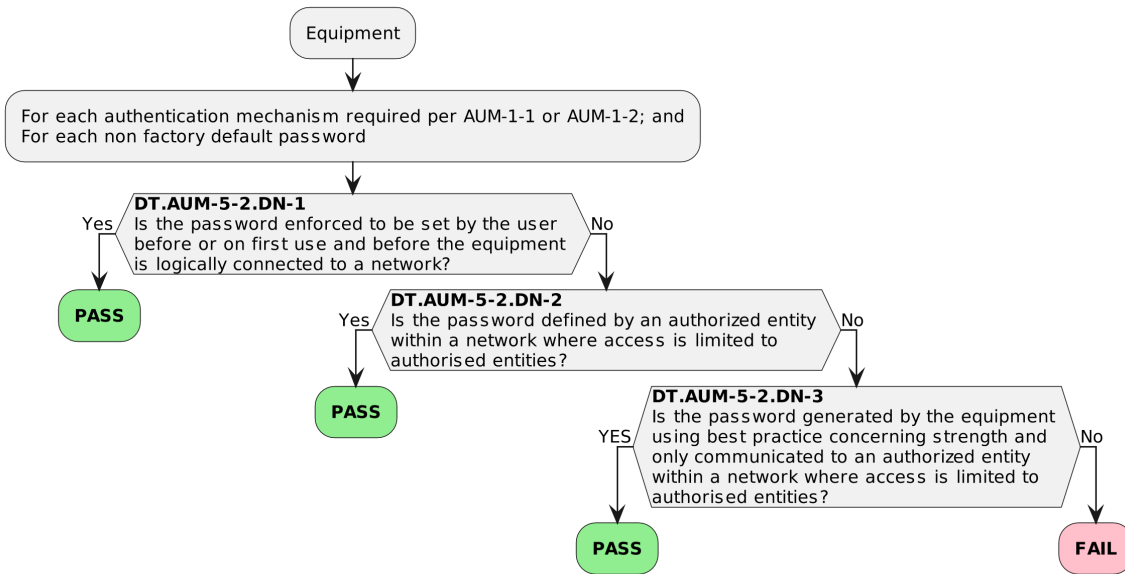 Equipment
For each authentication mechanism required per AUM-1-1 or AUM-1-2; and
For each non factory default password
DT.AUM-5-2.DN-1
Yes
Is the password enforced to be set by the user
before or on first use and before the equipment
is logically connected to a network?
No
PASS
DT.AUM-5-2.DN-2
Yes
Is the password defined by an authorized entity
within a network where access is limited to
authorised entities?
No
PASS
DT.AUM-5-2.DN-3
YES
Is the password generated by the equipment
using best practice concerning strength and
only communicated to an authorized entity
within a network where access is limited to
authorised entities?
No
PASS
FAIL